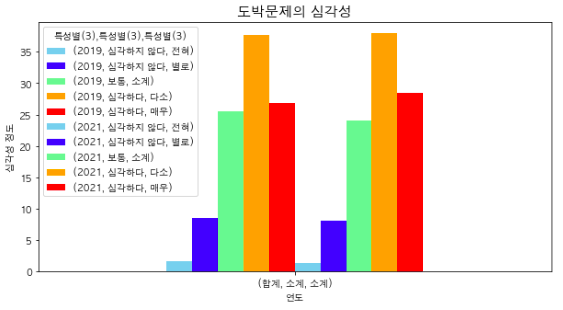 도박문제의 심각성
특성별(3),특성별(3),특성별(3)
(2019, 심각하지 않다, 전혀)
(2019, 심각하지 않다, 별로)
(2019, 보통, 소계)
(2019, 심각하다, 다소)
(2019, 심각하다, 매우)
(2021, 심각하지 않다, 전혀)
(2021, 심각하지 않다, 별로)
(2021, 보통, 소계)
(2021, 심각하다, 다소)
(2021, 심각하다, 매우)
심각성 정도
35
30
25
20
15
10
5
0
(합계, 소계, 소계)
연도